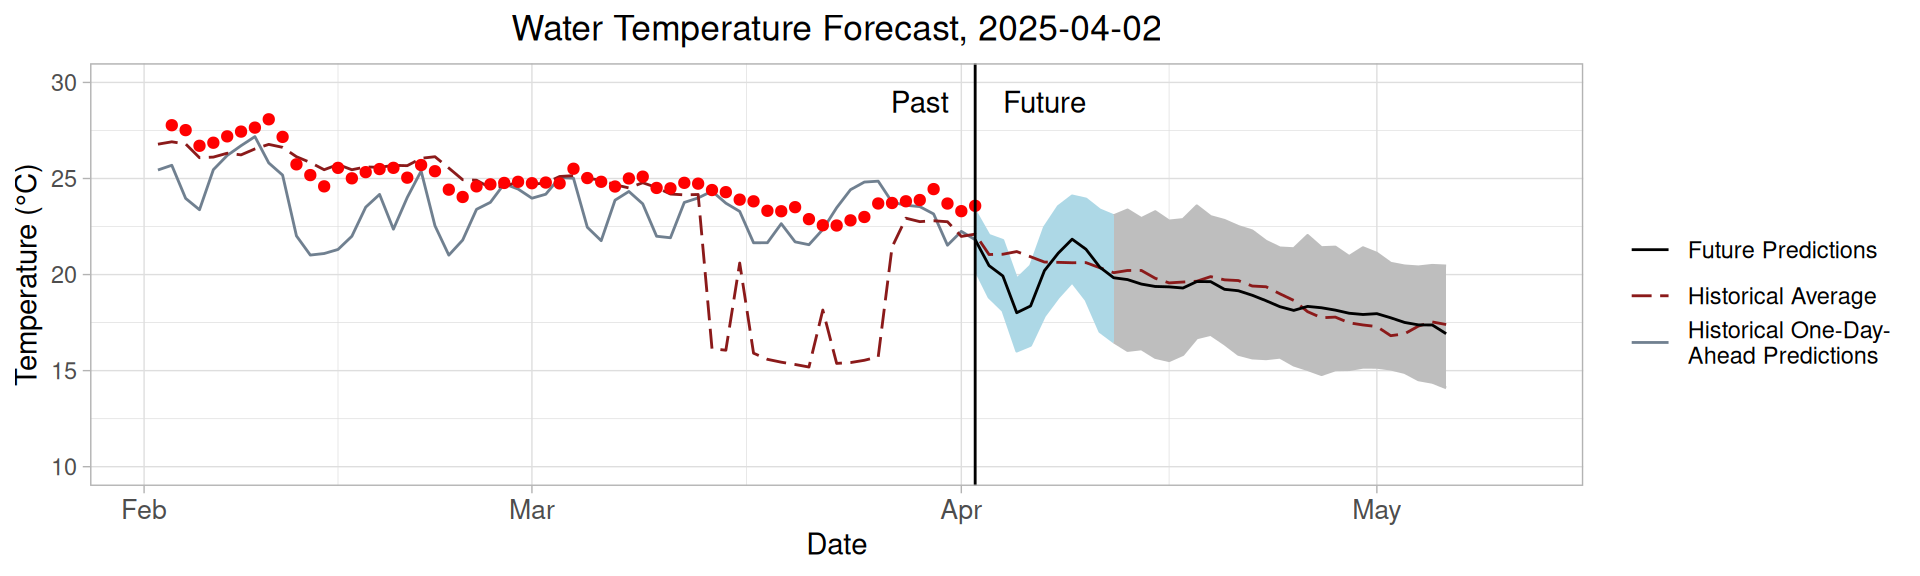 Water Temperature Forecast, 2025-04-02
30
25
20
15
10
Temperature (°C)
Past
Future
Feb
Mar
Apr
May
Date
Future Predictions
Historical Average
Historical One-Day-
Ahead Predictions